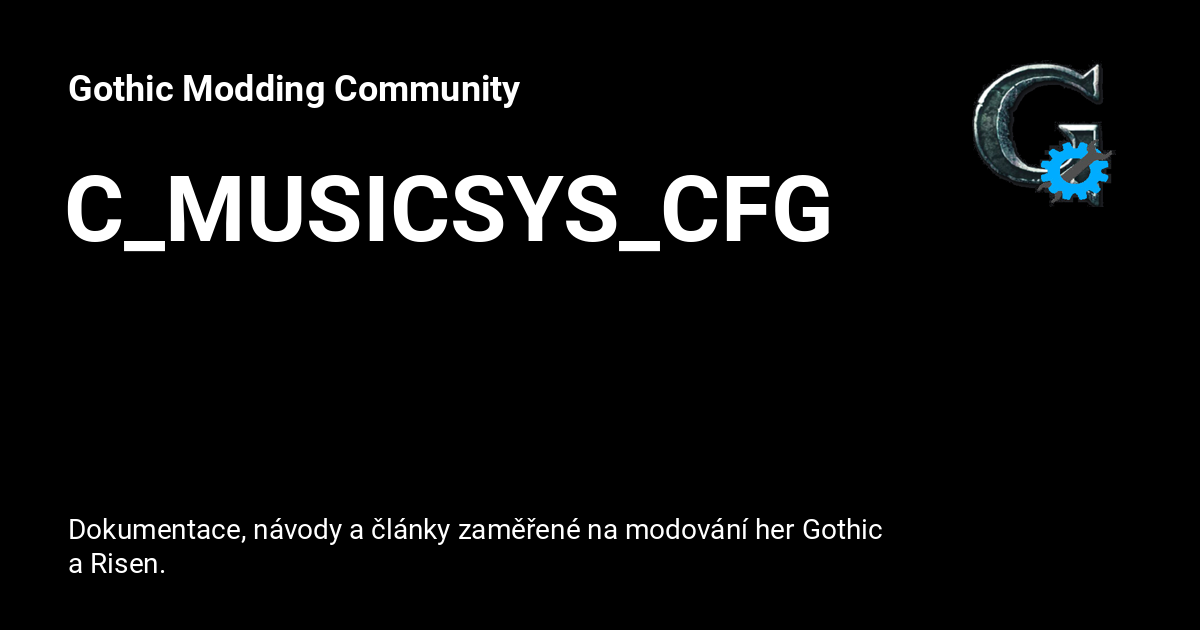 Gothic Modding Community
C_MUSICSYS_CFG
Dokumentace, návody a články zaměřené na modování her Gothic
a Risen.